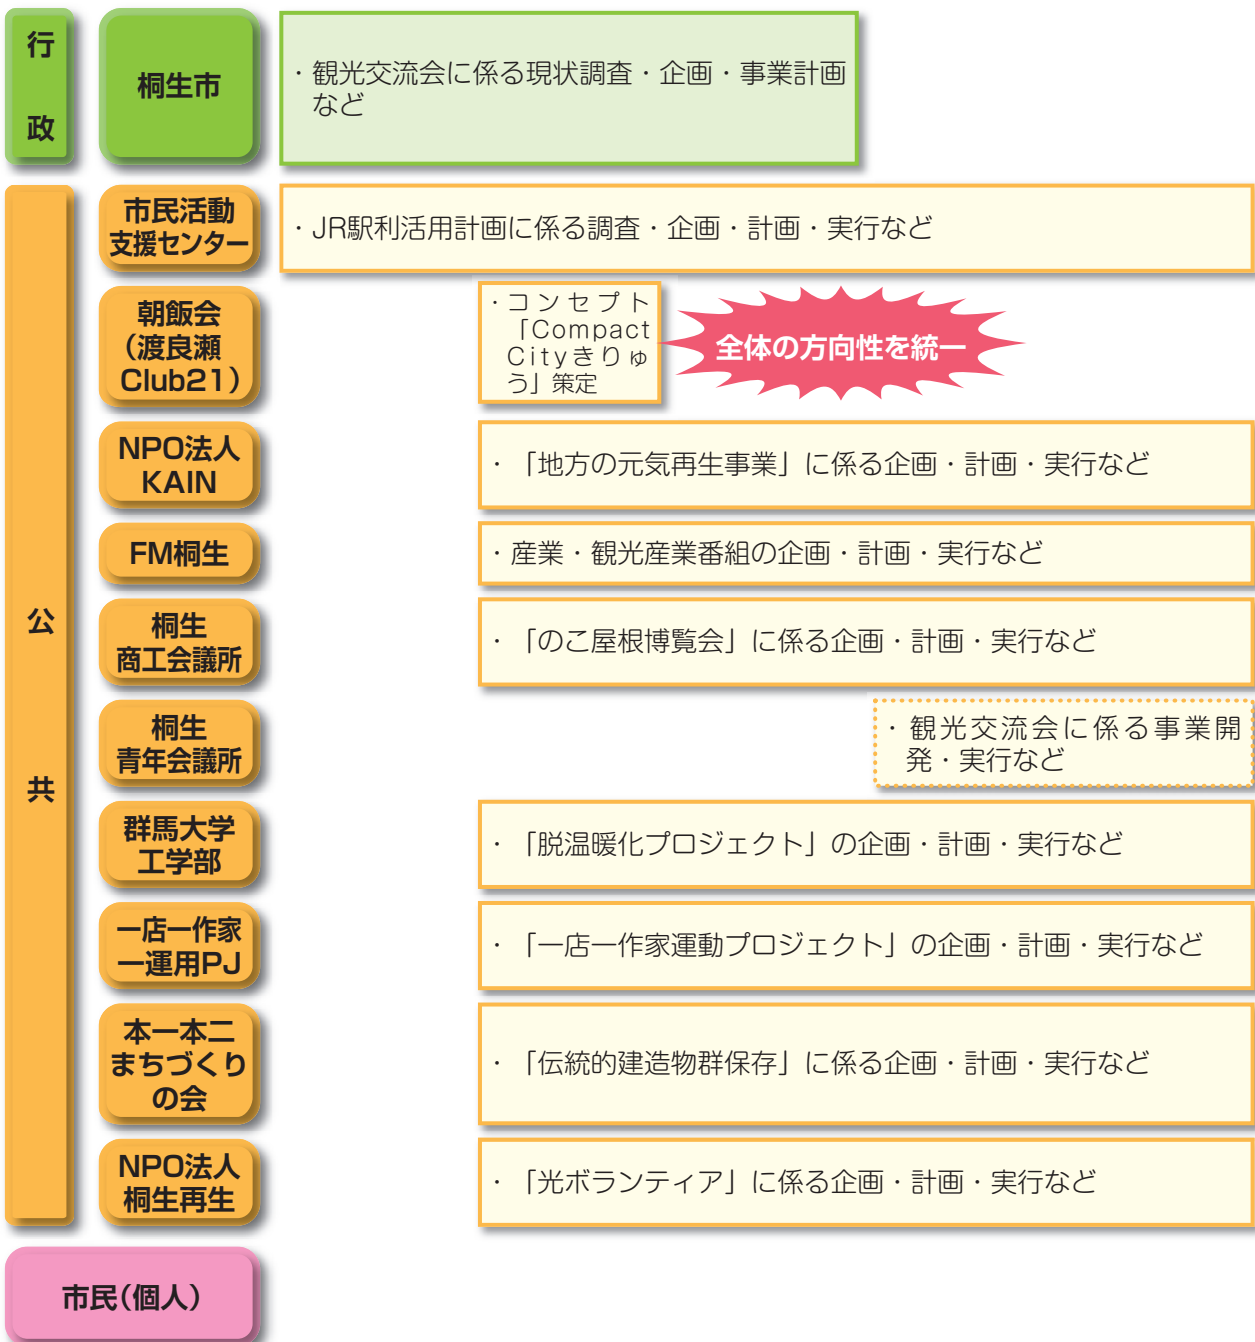 行政
桐生市
・観光交流会に係る現状調査・企画・事業計画
など
公共
市民活動
支援センター
・JR駅利活用計画に係る調査・企画・計画・実行など
朝飯会
（渡良瀬
Club21）
・コンセプト
「Compact
Cityきりゅ
う」策定
全体の方向性を統一
NPO法人
KAIN
・「地方の元気再生事業」に係る企画・計画・実行など
FM桐生
・産業・観光産業番組の企画・計画・実行など
桐生
商工会議所
・「のこ屋根博覧会」に係る企画・計画・実行など
桐生
青年会議所
・観光交流会に係る事業開
発・実行など
群馬大学
工学部
・「脱温暖化プロジェクト」の企画・計画・実行など
一店一作家
一運用PJ
・「一店一作家運動プロジェクト」の企画・計画・実行など
本一本二
まちづくり
の会
・「伝統的建造物群保存」に係る企画・計画・実行など
NPO法人
桐生再生
・「光ボランティア」に係る企画・計画・実行など
市民（個人）